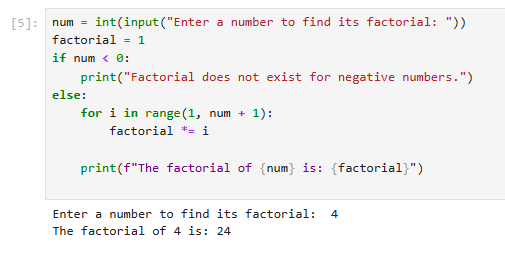 [5]: num = int(input("Enter a number to find its factorial: "))
factorial = 1
if num < 0:
    print("Factorial does not exist for negative numbers.")
else:
    for i in range(1, num + 1):
        factorial *= i
    print(f"The factorial of {num} is: {factorial}")
Enter a number to find its factorial:  4
The factorial of 4 is: 24